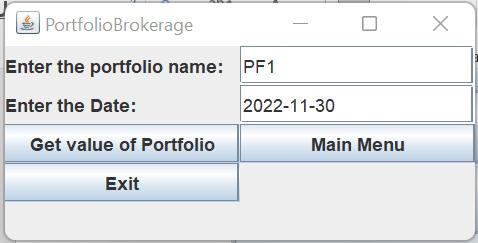 PortfolioBrokerage
Enter the portfolio name: PF1
Enter the Date: 2022-11-30
Get value of Portfolio Main Menu
Exit